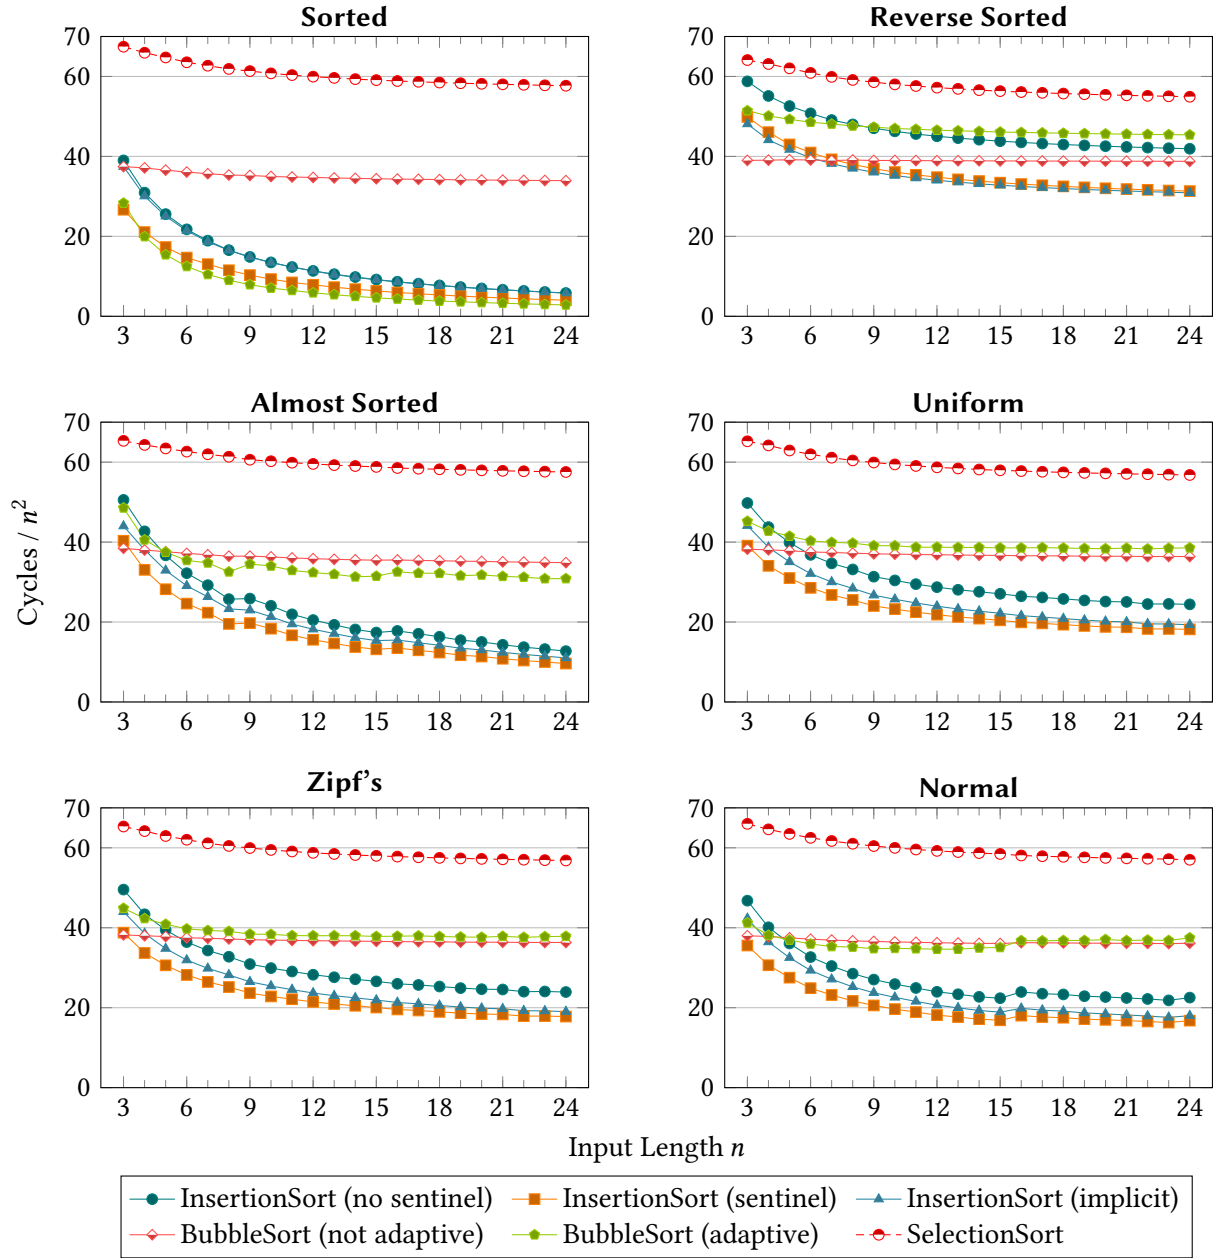 Sorted
Reverse Sorted
70
60
40
20
0
3 6 9 12 15 18 21 24
70
60
40
20
0
3 6 9 12 15 18 21 24
Almost Sorted
Uniform
70
60
40
20
0
3 6 9 12 15 18 21 24
70
60
40
20
0
3 6 9 12 15 18 21 24
Cycles / n²
Zipf's
Normal
70
60
40
20
0
3 6 9 12 15 18 21 24
70
60
40
20
0
3 6 9 12 15 18 21 24
Input Length n
InsertionSort (no sentinel) InsertionSort (sentinel) InsertionSort (implicit)
BubbleSort (not adaptive) BubbleSort (adaptive) SelectionSort